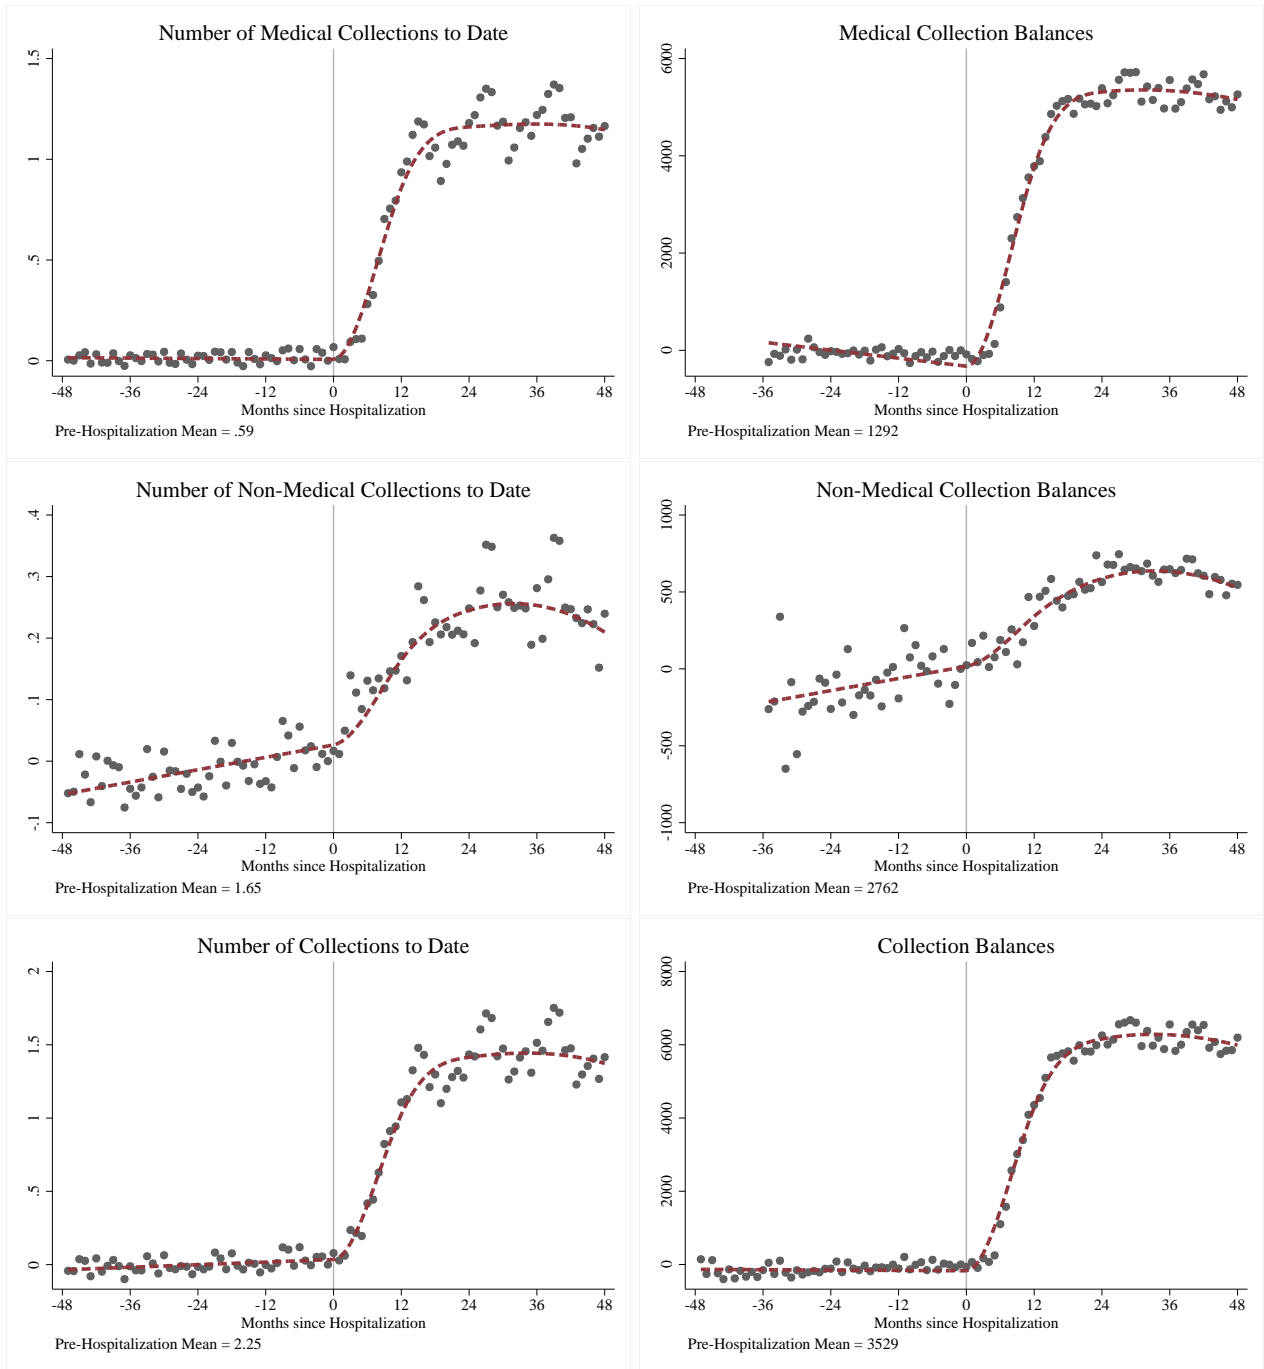 Number of Medical Collections to Date
1.5
1
.5
0
-48 -36 -24 -12 0 12 24 36 48
Months since Hospitalization
Pre-Hospitalization Mean = .59
Medical Collection Balances
6000
4000
2000
0
-48 -36 -24 -12 0 12 24 36 48
Months since Hospitalization
Pre-Hospitalization Mean = 1292
Number of Non-Medical Collections to Date
.4
.3
.2
.1
0
-.1
-48 -36 -24 -12 0 12 24 36 48
Months since Hospitalization
Pre-Hospitalization Mean = 1.65
Non-Medical Collection Balances
1000
500
0
-500
-1000
-48 -36 -24 -12 0 12 24 36 48
Months since Hospitalization
Pre-Hospitalization Mean = 2762
Number of Collections to Date
2
1.5
1
.5
0
-48 -36 -24 -12 0 12 24 36 48
Months since Hospitalization
Pre-Hospitalization Mean = 2.25
Collection Balances
8000
6000
4000
2000
0
-48 -36 -24 -12 0 12 24 36 48
Months since Hospitalization
Pre-Hospitalization Mean = 3529